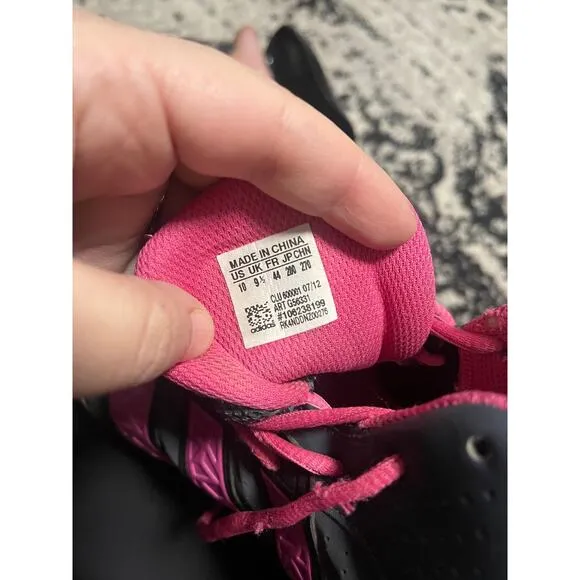 MADE IN CHINA
US UK FR JP CHN
10 9½ 44 280 270
CLU 600001 07/12
ART G56331
#106238199
RK4NDDNZ00276
adidas